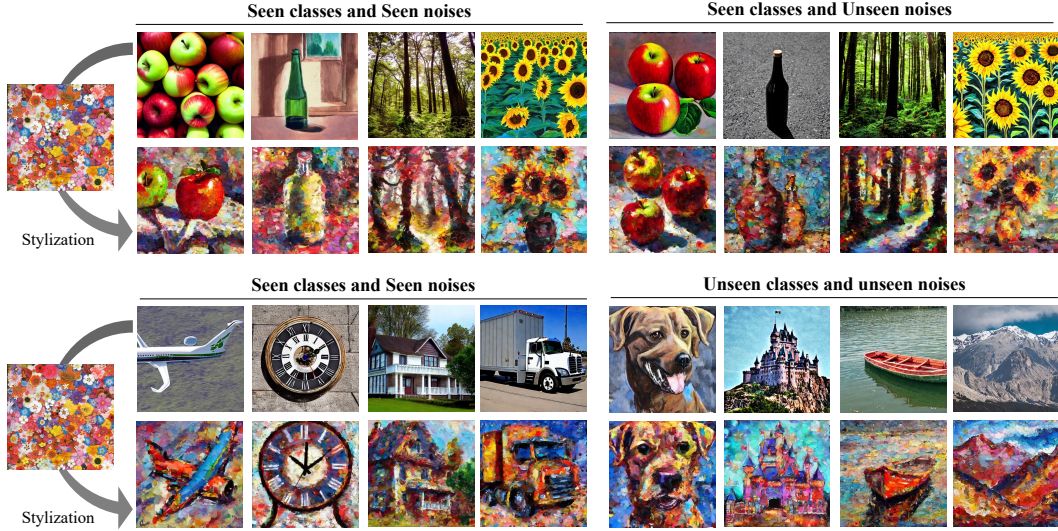 Seen classes and Seen noises
Seen classes and Unseen noises
Stylization
Seen classes and Seen noises
Unseen classes and unseen noises
Stylization